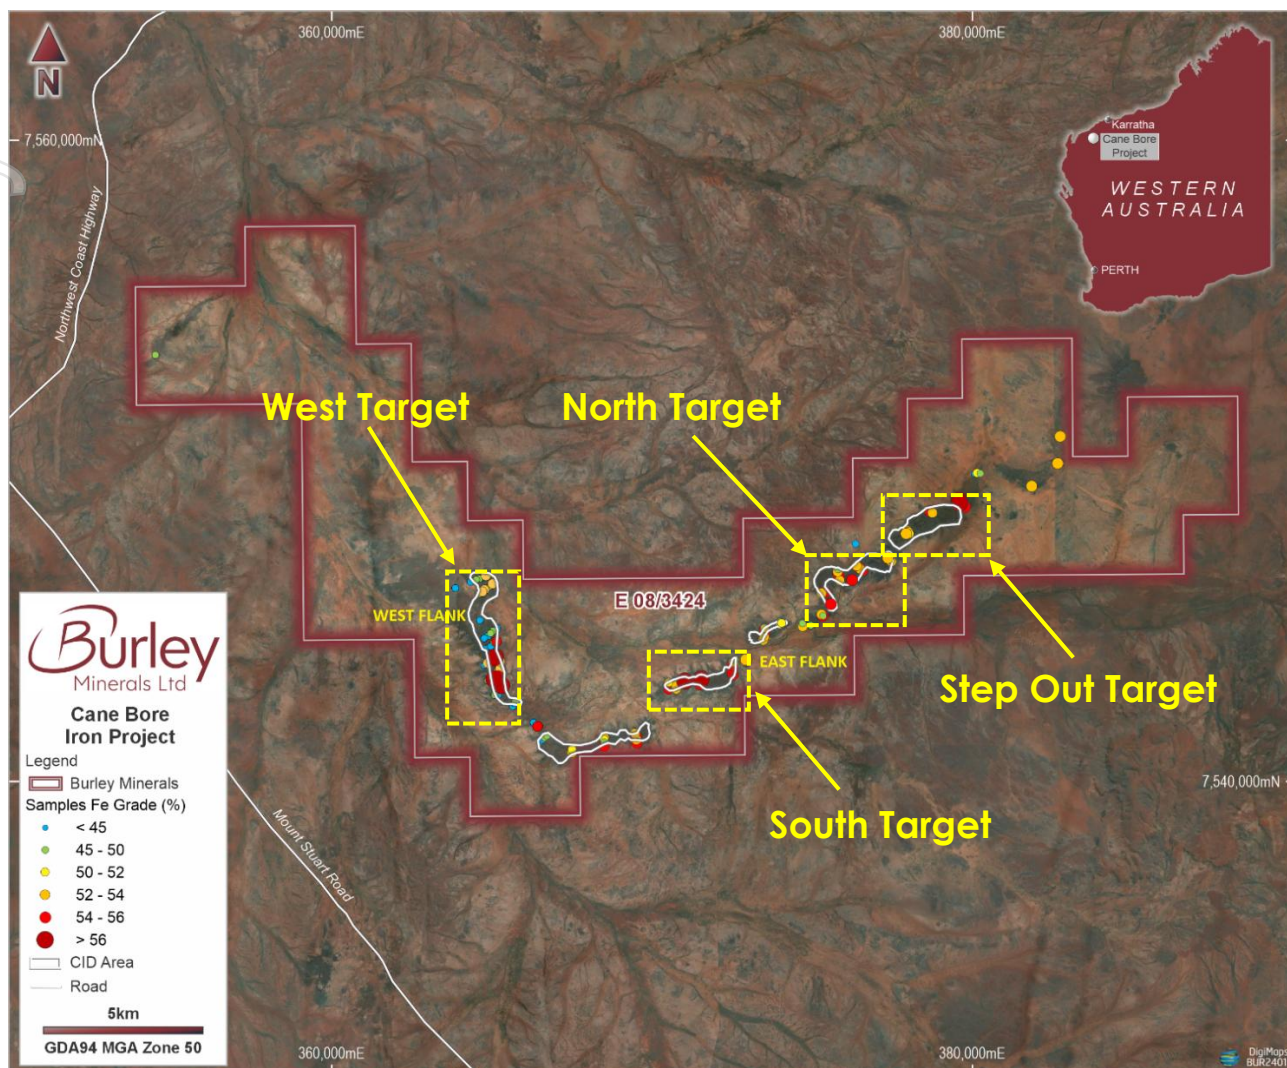 360,000mE
380,000mE
N
7,560,000mN
Northwest Coast Highway
Karratha
Cane Bore
Project
WESTERN
AUSTRALIA
PERTH
West Target
North Target
WEST FLANK
E 08/3424
EAST FLANK
Step Out Target
South Target
7,540,000mN
Mount Stuart Road
Burley
Minerals Ltd
Cane Bore
Iron Project
Legend
Burley Minerals
Samples Fe Grade (%)
< 45
45 - 50
50 - 52
52 - 54
54 - 56
> 56
CID Area
Road
5km
GDA94 MGA Zone 50
360,000mE
380,000mE
DigiMaps
BUR2401